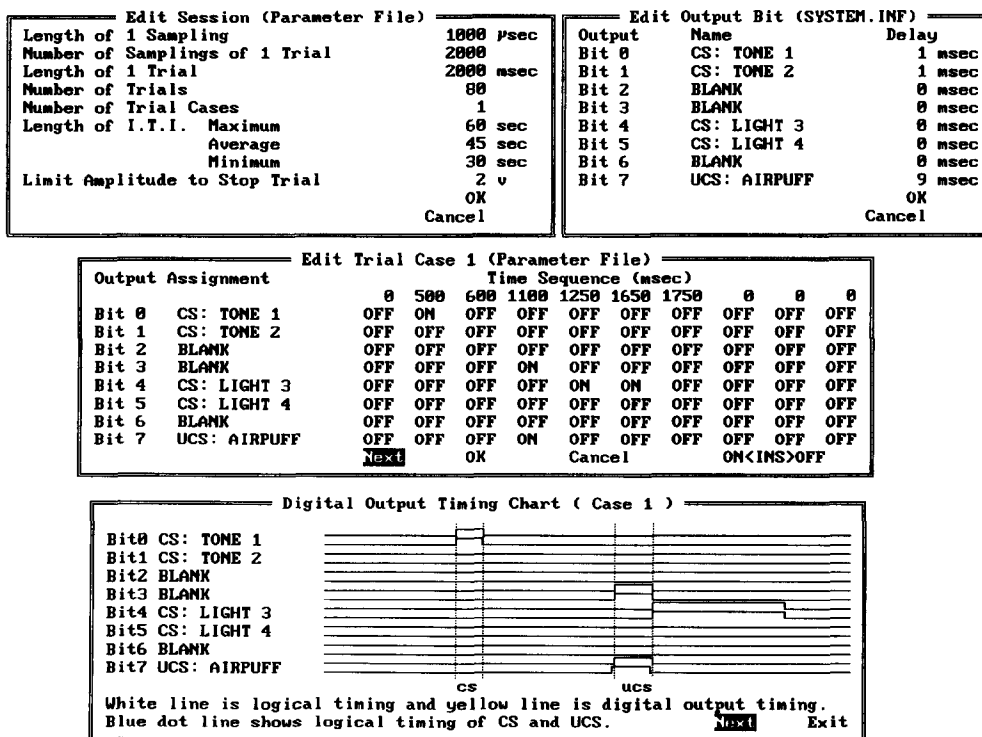 Edit Session (Parameter File)
Length of 1 Sampling 1000 µsec
Number of Samplings of 1 Trial 2000
Length of 1 Trial 2000 msec
Number of Trials 80
Number of Trial Cases 1
Length of I.T.I. Maximum 60 sec
Average 45 sec
Minimum 30 sec
Limit Amplitude to Stop Trial 2 v
OK
Cancel
Edit Output Bit (SYSTEM.INF)
Output Name Delay
Bit 0 CS: TONE 1 1 msec
Bit 1 CS: TONE 2 1 msec
Bit 2 BLANK 0 msec
Bit 3 BLANK 0 msec
Bit 4 CS: LIGHT 3 0 msec
Bit 5 CS: LIGHT 4 0 msec
Bit 6 BLANK 0 msec
Bit 7 UCS: AIRPUFF 9 msec
OK
Cancel
Edit Trial Case 1 (Parameter File)
Output Assignment Time Sequence (msec)
0 500 600 1100 1250 1650 1750 0 0 0
Bit 0 CS: TONE 1 OFF ON OFF OFF OFF OFF OFF OFF OFF OFF
Bit 1 CS: TONE 2 OFF OFF OFF OFF OFF OFF OFF OFF OFF OFF
Bit 2 BLANK OFF OFF OFF OFF OFF OFF OFF OFF OFF OFF
Bit 3 BLANK OFF OFF OFF ON OFF OFF OFF OFF OFF OFF
Bit 4 CS: LIGHT 3 OFF OFF OFF OFF ON ON OFF OFF OFF OFF
Bit 5 CS: LIGHT 4 OFF OFF OFF OFF OFF OFF OFF OFF OFF OFF
Bit 6 BLANK OFF OFF OFF OFF OFF OFF OFF OFF OFF OFF
Bit 7 UCS: AIRPUFF OFF OFF OFF ON OFF OFF OFF OFF OFF OFF
Next OK Cancel ON<INS>OFF
Digital Output Timing Chart ( Case 1 )
Bit0 CS: TONE 1
Bit1 CS: TONE 2
Bit2 BLANK
Bit3 BLANK
Bit4 CS: LIGHT 3
Bit5 CS: LIGHT 4
Bit6 BLANK
Bit7 UCS: AIRPUFF
cs ucs
White line is logical timing and yellow line is digital output timing.
Blue dot line shows logical timing of CS and UCS. Next Exit